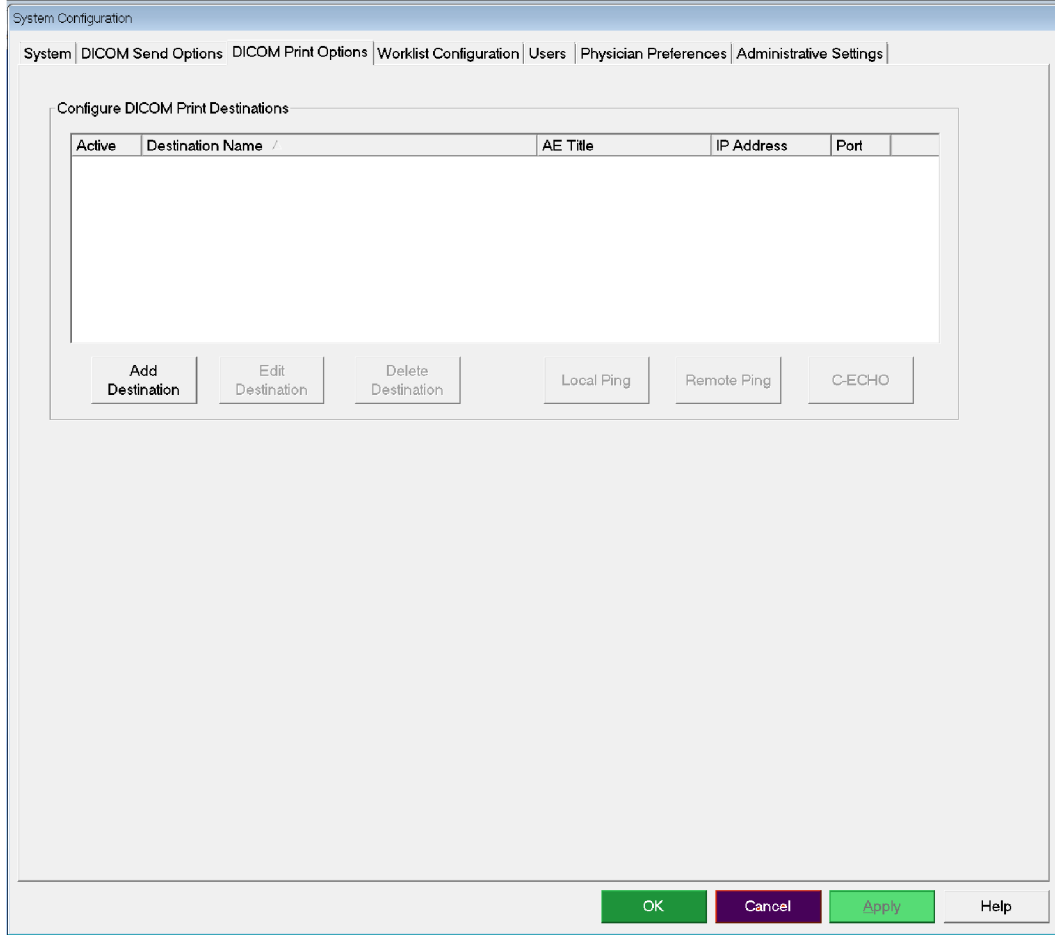 System Configuration
System DICOM Send Options DICOM Print Options Worklist Configuration Users Physician Preferences Administrative Settings
Configure DICOM Print Destinations
Active Destination Name AE Title IP Address Port
Add Destination Edit Destination Delete Destination Local Ping Remote Ping C-ECHO
OK Cancel Apply Help